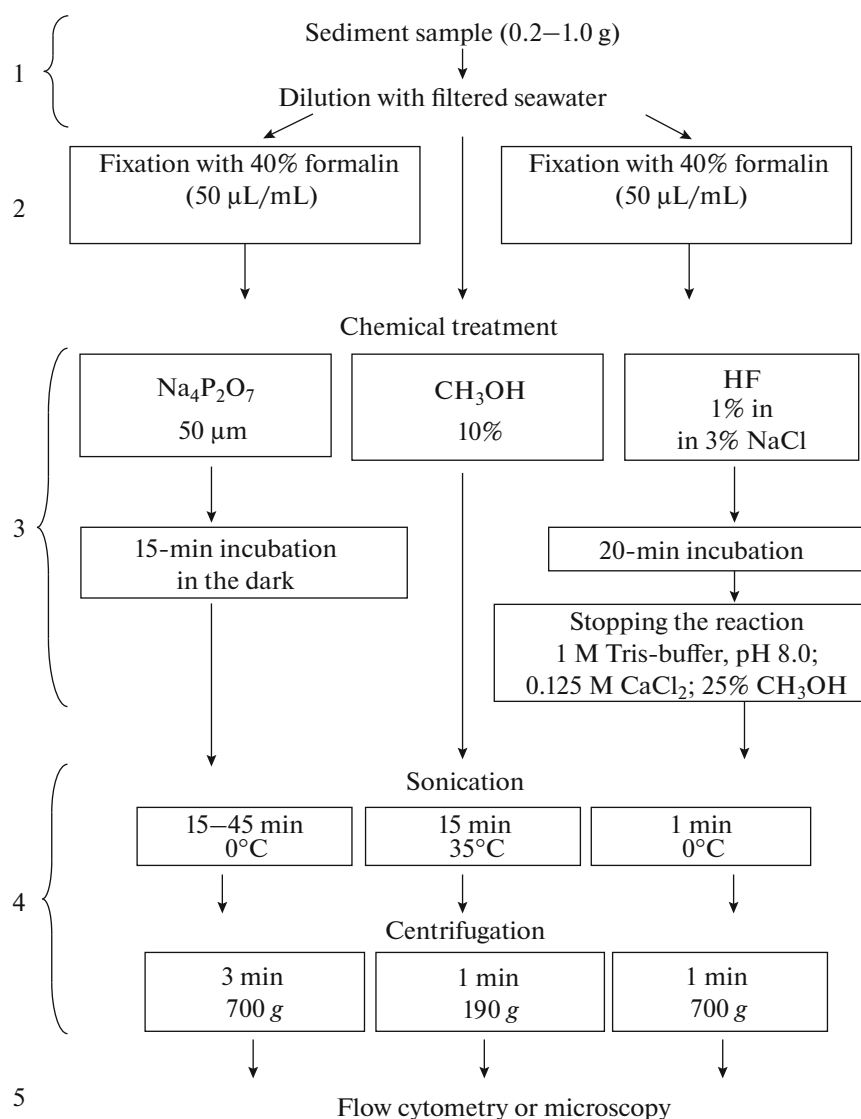 1
Sediment sample (0.2–1.0 g)
Dilution with filtered seawater
2
Fixation with 40% formalin
(50 µL/mL)
Fixation with 40% formalin
(50 µL/mL)
Chemical treatment
3
Na₄P₂O₇
50 µm
CH₃OH
10%
HF
1% in
in 3% NaCl
15-min incubation
in the dark
20-min incubation
Stopping the reaction
1 M Tris-buffer, pH 8.0;
0.125 M CaCl₂; 25% CH₃OH
4
Sonication
15–45 min
0°C
15 min
35°C
1 min
0°C
Centrifugation
3 min
700 g
1 min
190 g
1 min
700 g
5
Flow cytometry or microscopy